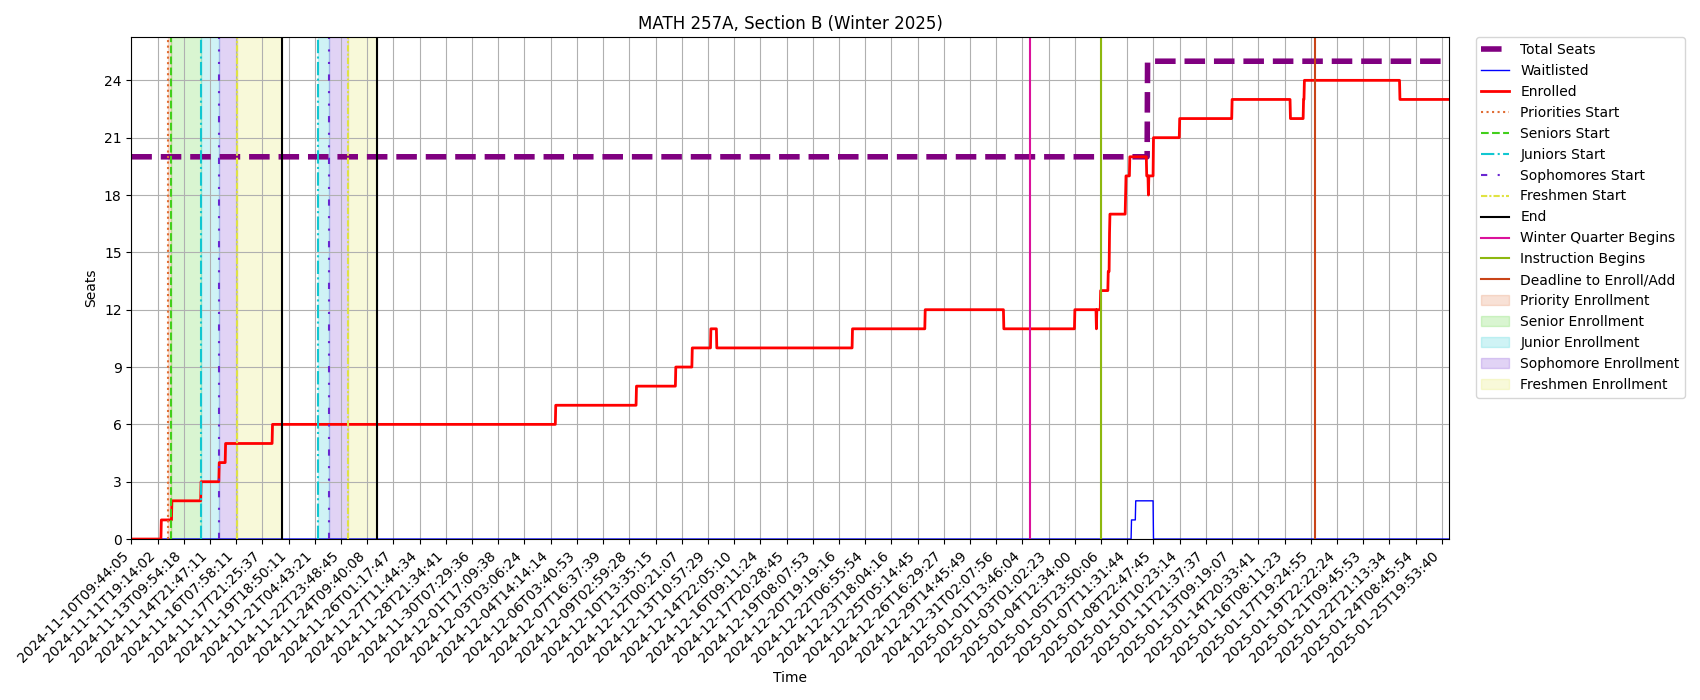 MATH 257A, Section B (Winter 2025)
Seats
24
21
18
15
12
9
6
3
0
2024-11-10T09:44:05
2024-11-11T19:14:02
2024-11-13T09:54:18
2024-11-14T21:47:11
2024-11-16T07:58:11
2024-11-17T21:25:37
2024-11-19T18:50:11
2024-11-21T04:43:21
2024-11-22T23:48:45
2024-11-24T09:40:08
2024-11-26T01:17:47
2024-11-27T11:44:34
2024-11-28T21:34:41
2024-11-30T07:29:36
2024-12-01T17:09:38
2024-12-03T03:06:24
2024-12-04T14:14:14
2024-12-06T03:40:53
2024-12-07T16:37:39
2024-12-09T02:59:28
2024-12-10T13:35:15
2024-12-12T00:21:07
2024-12-13T10:57:29
2024-12-14T22:05:10
2024-12-16T09:11:24
2024-12-17T20:28:45
2024-12-19T08:07:53
2024-12-20T19:19:16
2024-12-22T06:55:54
2024-12-23T18:04:16
2024-12-25T05:14:45
2024-12-26T16:29:27
2024-12-29T14:45:49
2024-12-31T02:07:56
2025-01-01T13:46:04
2025-01-03T01:02:23
2025-01-04T12:34:00
2025-01-05T23:50:06
2025-01-07T11:31:44
2025-01-08T22:47:45
2025-01-10T10:23:14
2025-01-11T21:37:37
2025-01-13T09:19:07
2025-01-14T20:33:41
2025-01-16T08:11:23
2025-01-17T19:24:55
2025-01-19T22:22:24
2025-01-21T09:45:53
2025-01-22T21:13:34
2025-01-24T08:45:54
2025-01-25T19:53:40
Time
Total Seats
Waitlisted
Enrolled
Priorities Start
Seniors Start
Juniors Start
Sophomores Start
Freshmen Start
End
Winter Quarter Begins
Instruction Begins
Deadline to Enroll/Add
Priority Enrollment
Senior Enrollment
Junior Enrollment
Sophomore Enrollment
Freshmen Enrollment